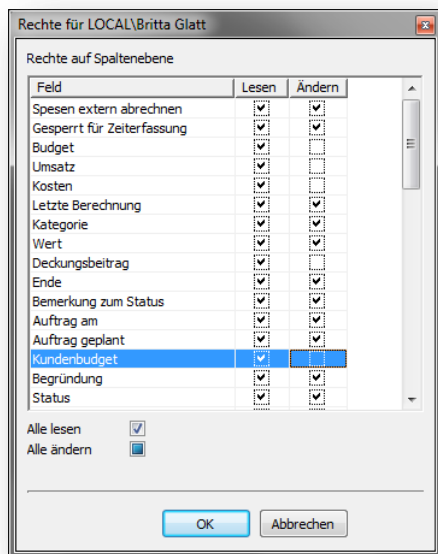 Rechte für LOCAL\Britta Glatt
Rechte auf Spaltenebene
Feld Lesen Ändern
Spesen extern abrechnen
Gesperrt für Zeiterfassung
Budget
Umsatz
Kosten
Letzte Berechnung
Kategorie
Wert
Deckungsbeitrag
Ende
Bemerkung zum Status
Auftrag am
Auftrag geplant
Kundenbudget
Begründung
Status
Alle lesen
Alle ändern
OK Abbrechen